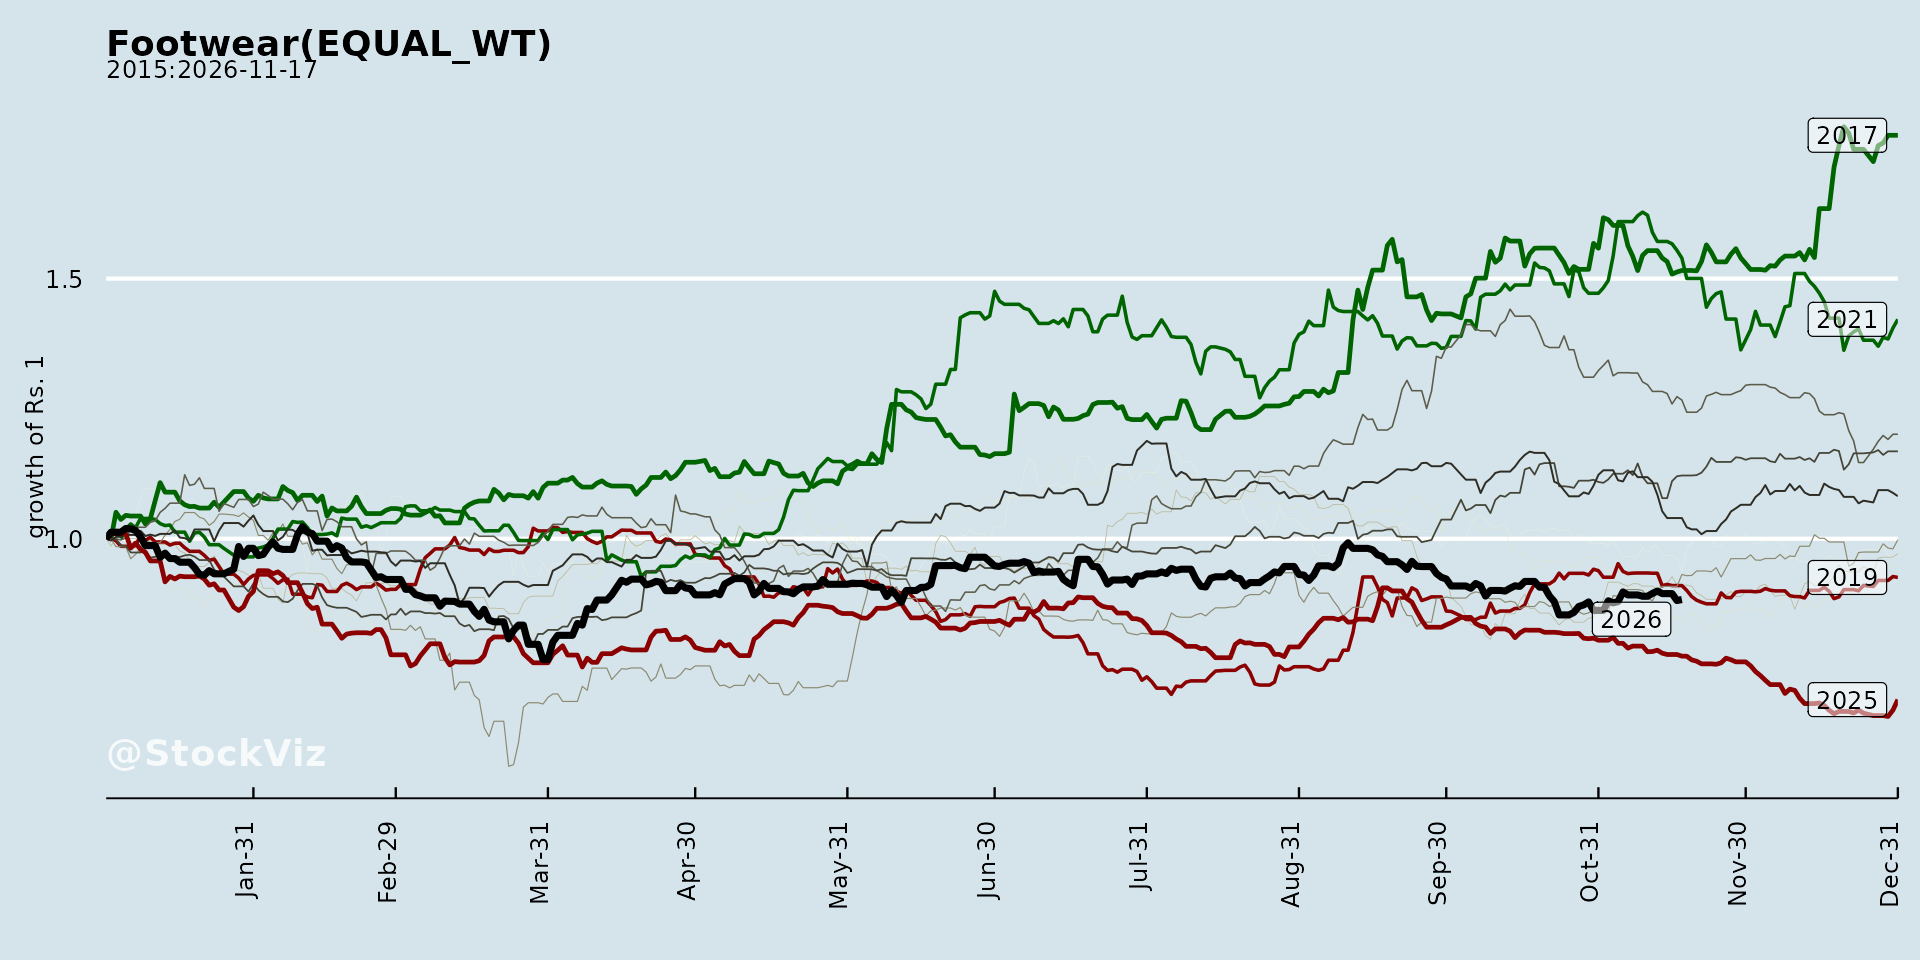 Footwear(EQUAL_WT)
2015:2026-11-17
growth of Rs. 1
1.5
1.0
2017
2021
2019
2026
2025
@StockViz
Jan-31
Feb-29
Mar-31
Apr-30
May-31
Jun-30
Jul-31
Aug-31
Sep-30
Oct-31
Nov-30
Dec-31